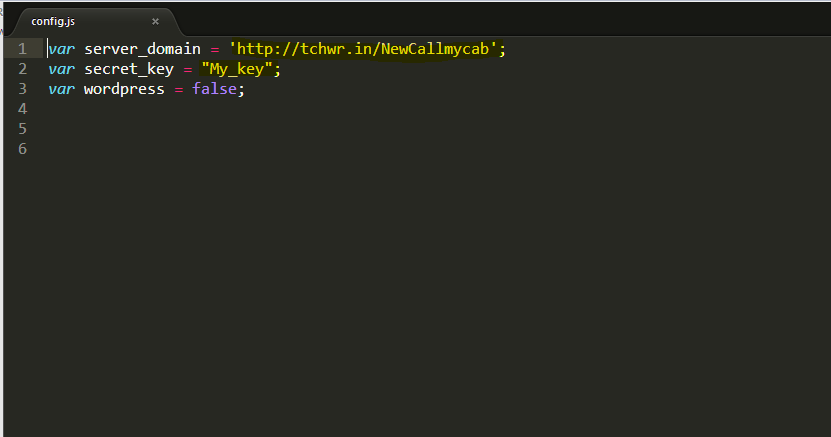 config.js ×
1 var server_domain = 'http://tchwr.in/NewCallmycab';
2 var secret_key = "My_key";
3 var wordpress = false;
4
5
6